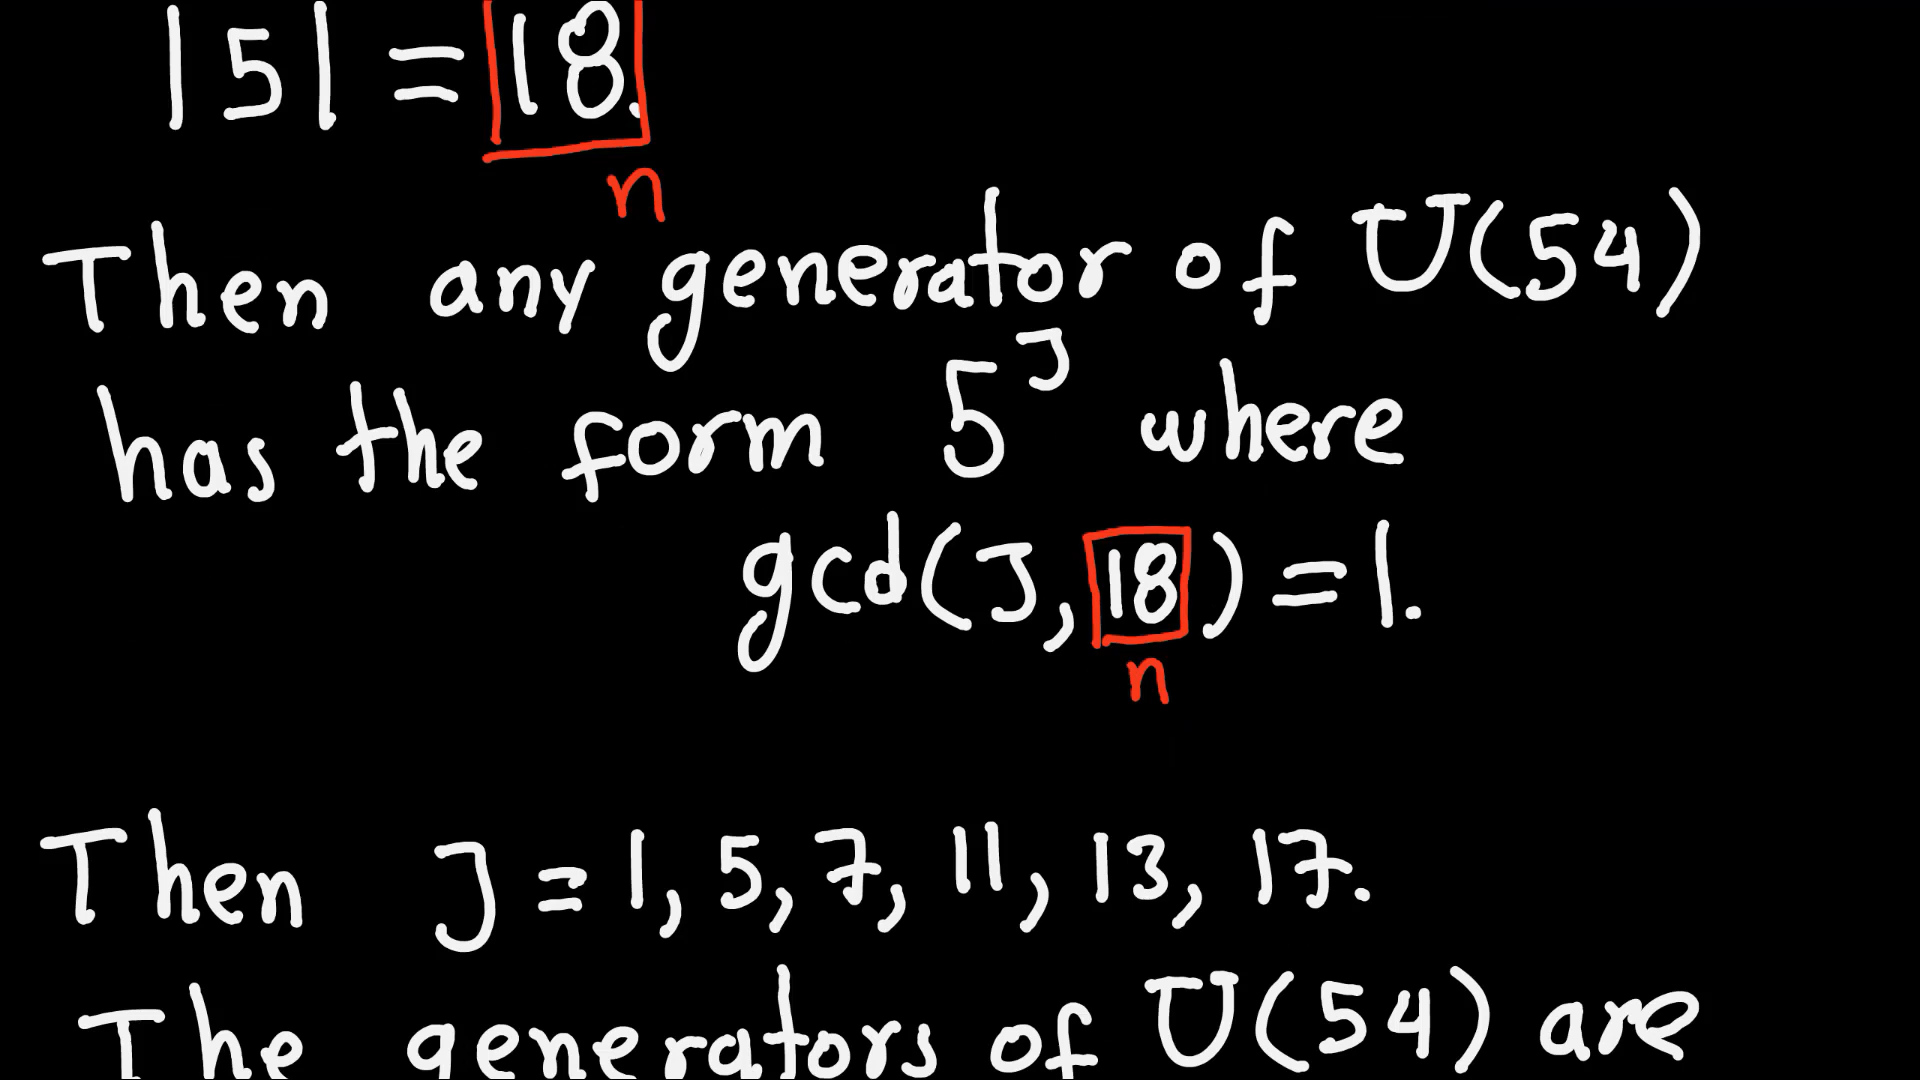 |5| = 18.
n
Then any generator of U(54)
has the form 5^J where
gcd(J, 18) = 1.
n
Then J = 1, 5, 7, 11, 13, 17.
The generators of U(54) are